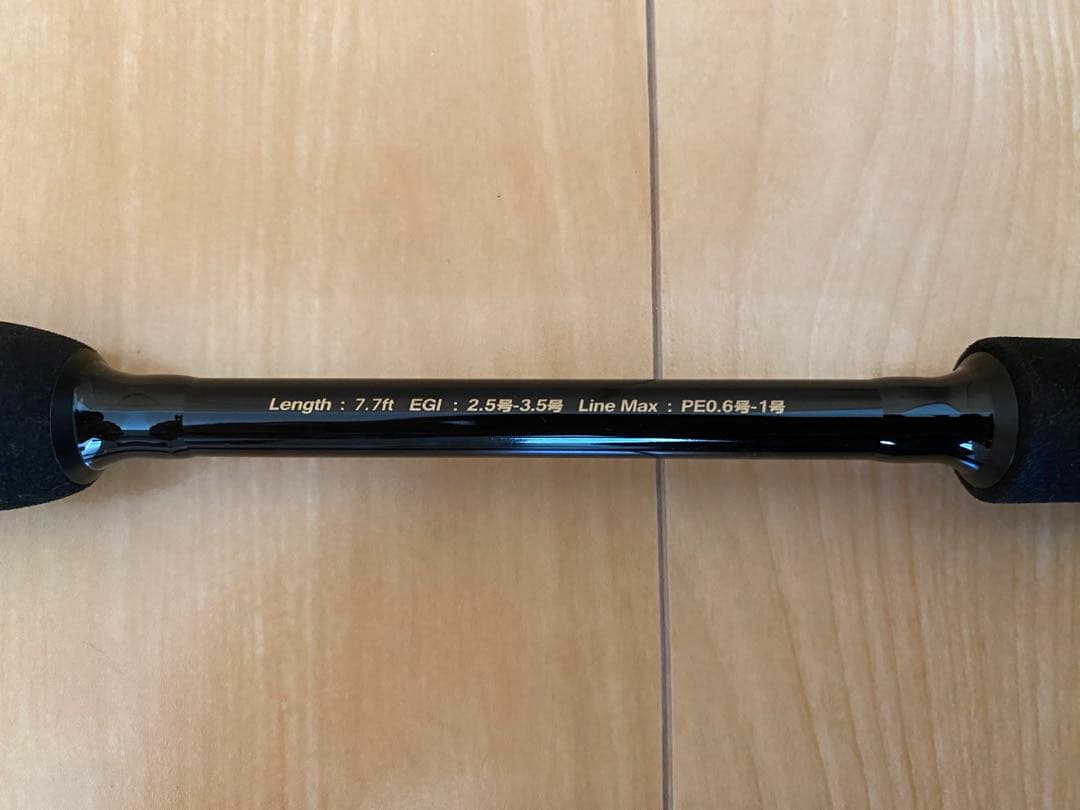 Length : 7.7ft EGI : 2.5号-3.5号 Line Max : PE0.6号-1号